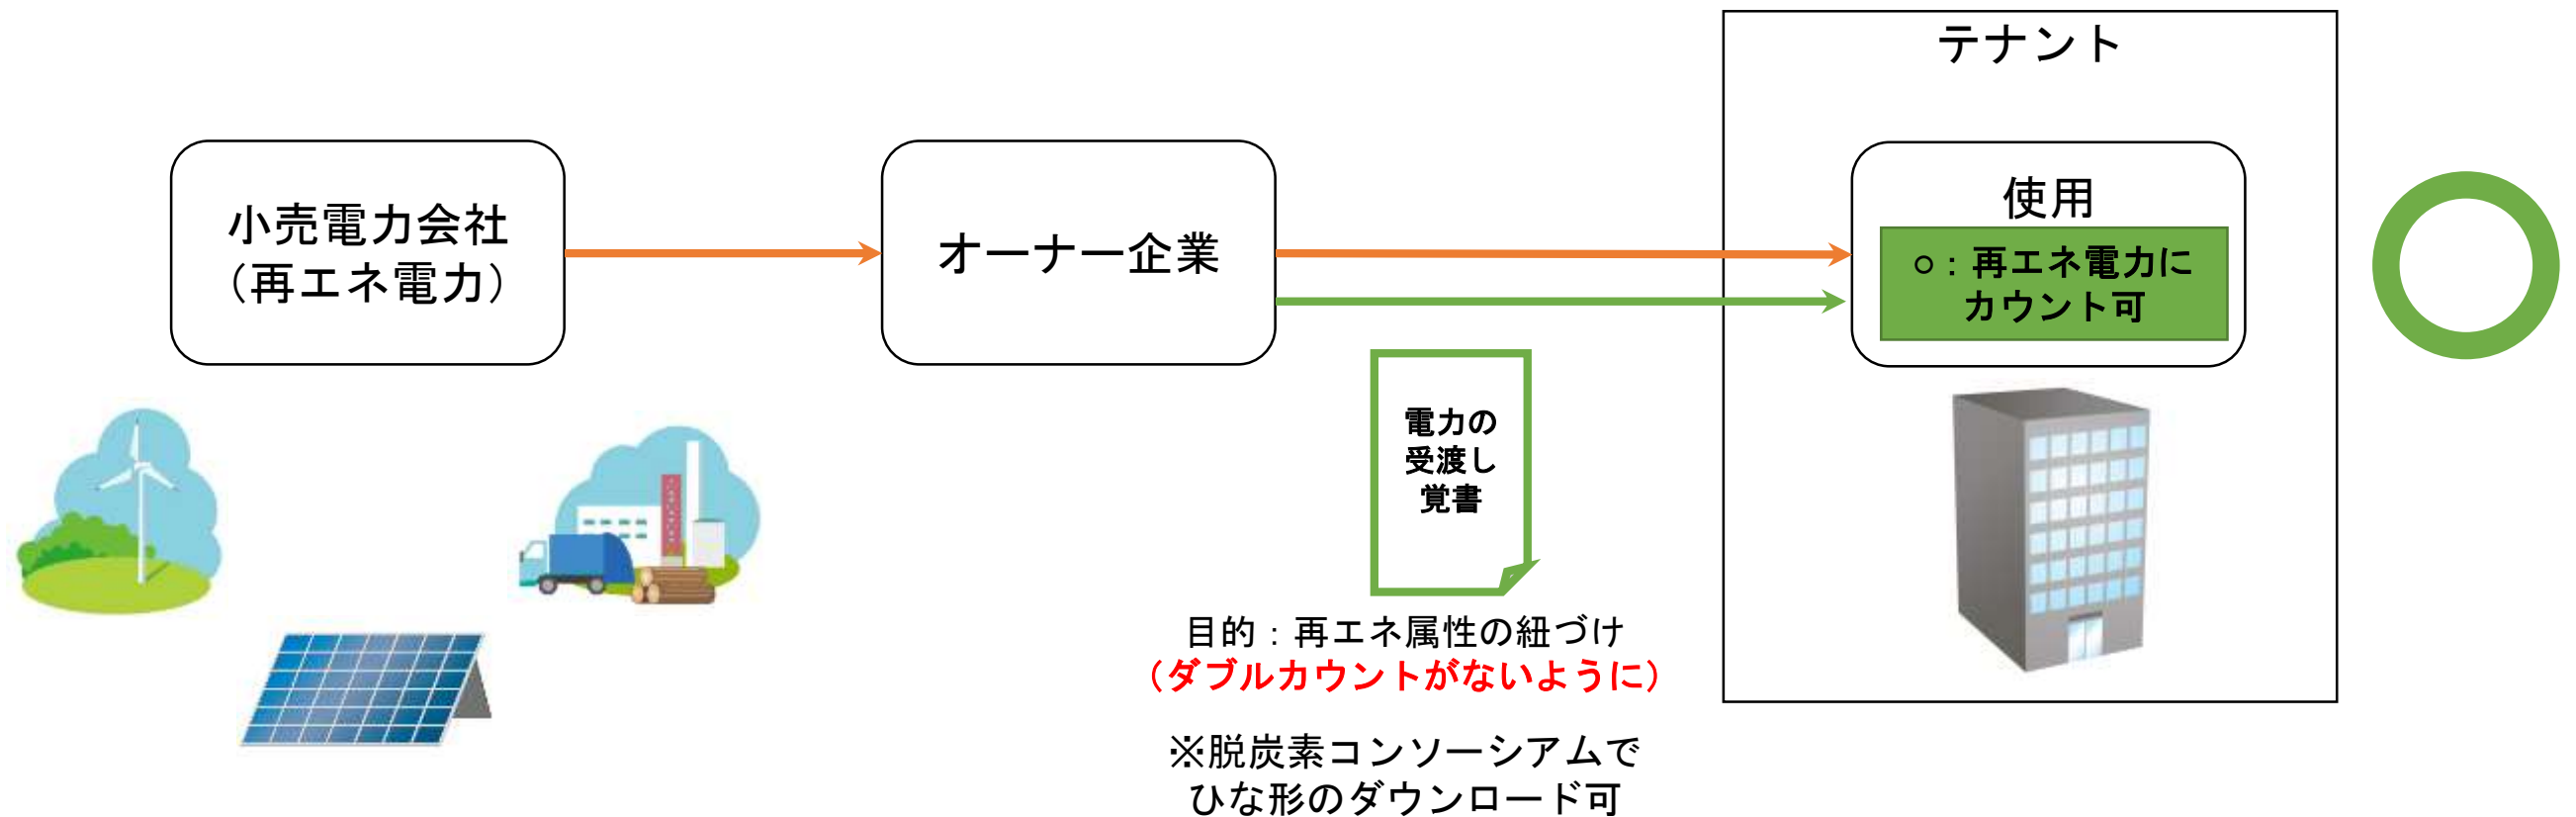 テナント
小売電力会社
（再エネ電力）
オーナー企業
使用
○：再エネ電力に
カウント可
電力の
受渡し
覚書
目的：再エネ属性の紐づけ
（ダブルカウントがないように）
※脱炭素コンソーシアムで
ひな形のダウンロード可